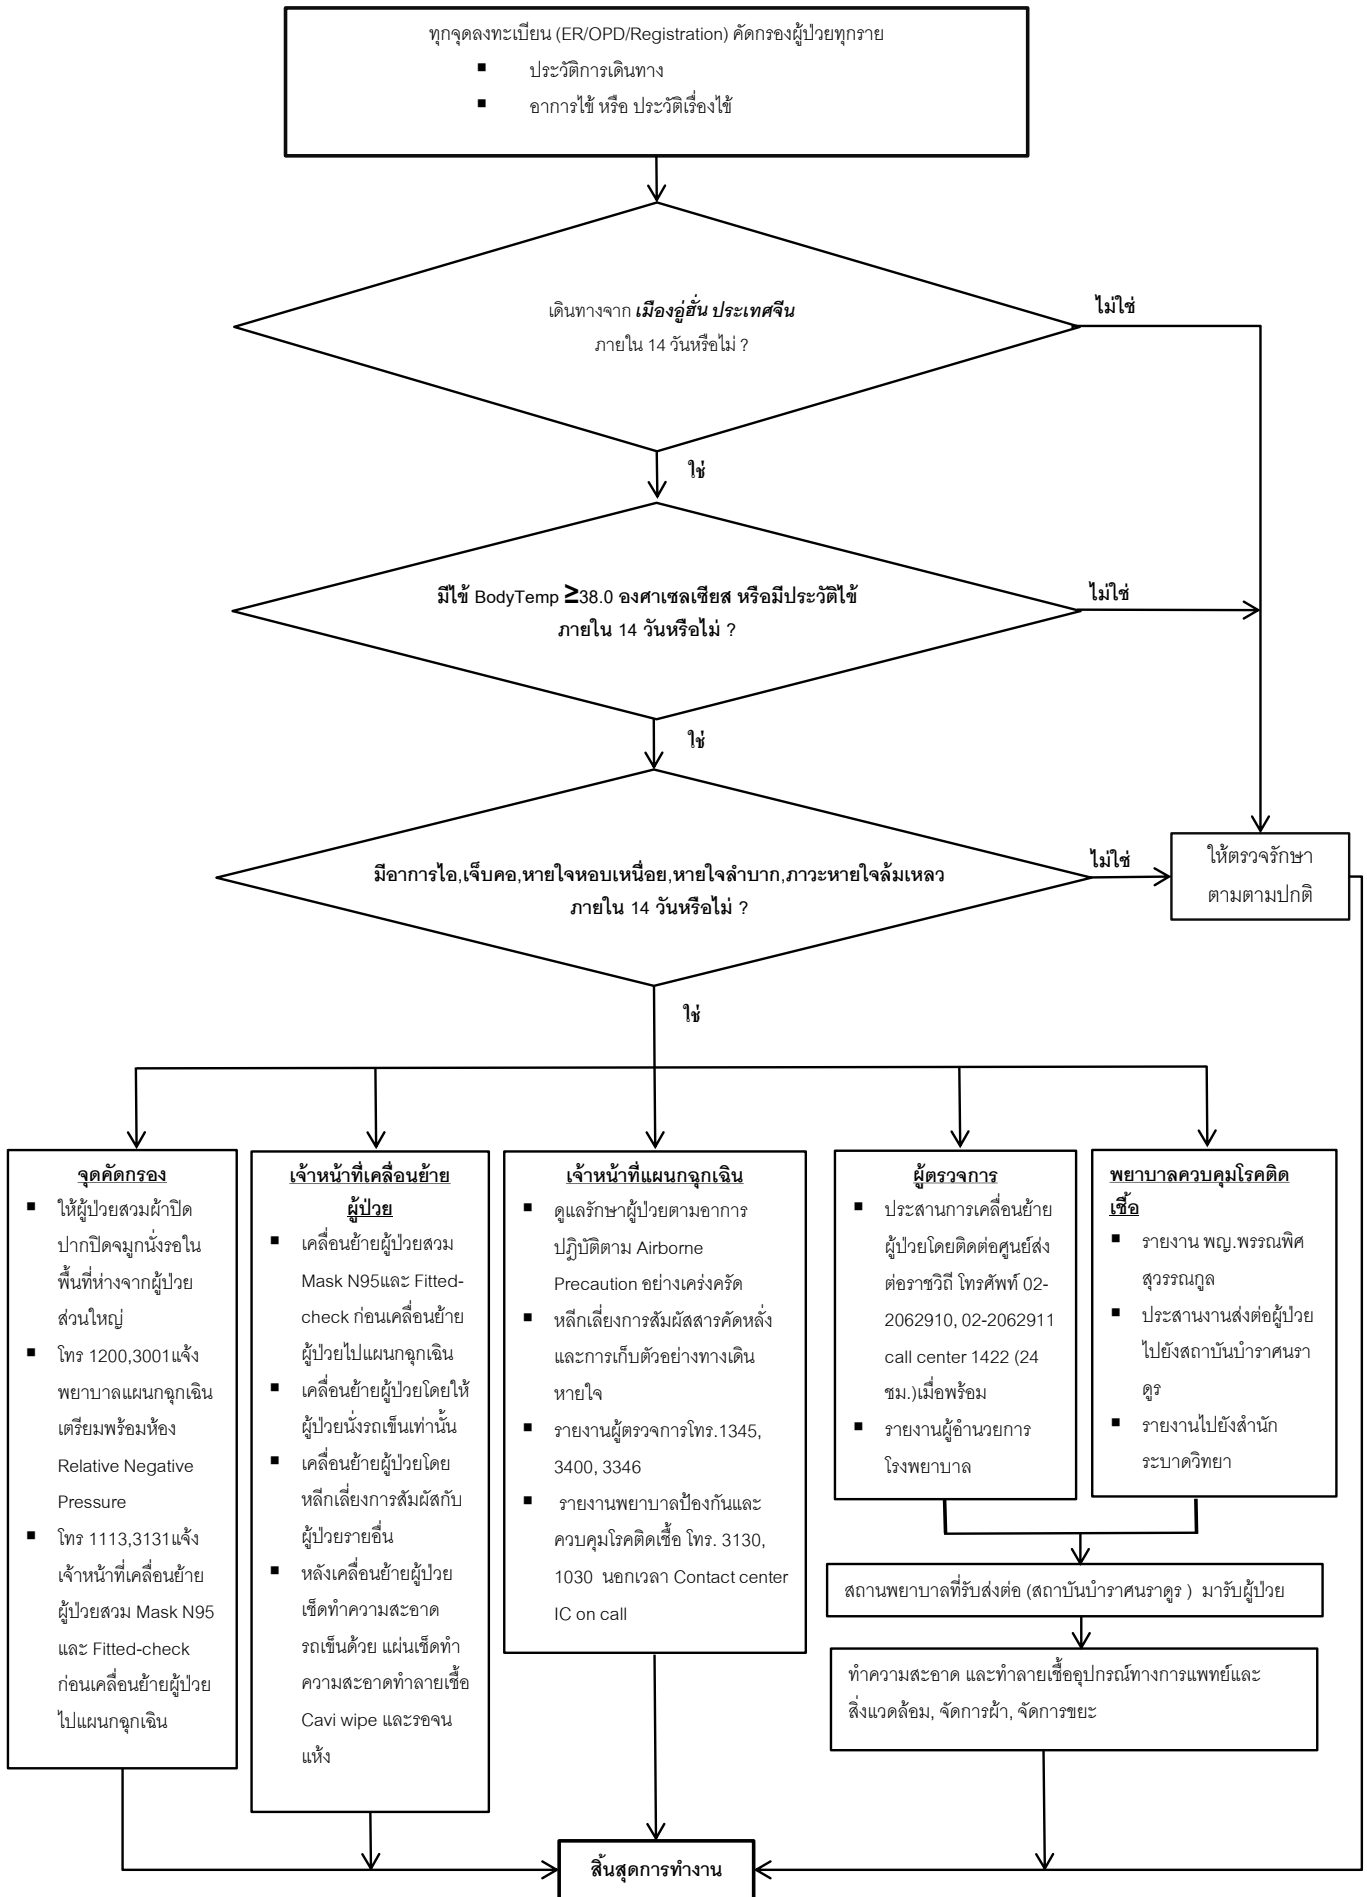 ทุกจุดลงทะเบียน (ER/OPD/Registration) คัดกรองผู้ป่วยทุกราย
▪ ประวัติการเดินทาง
▪ อาการไข้ หรือ ประวัติเรื่องไข้
เดินทางจาก เมืองอู่ฮั่น ประเทศจีน
ภายใน 14 วันหรือไม่ ?
ไม่ใช่
ใช่
มีไข้ BodyTemp ≥38.0 องศาเซลเซียส หรือมีประวัติไข้
ภายใน 14 วันหรือไม่ ?
ไม่ใช่
ใช่
มีอาการไอ,เจ็บคอ,หายใจหอบเหนื่อย,หายใจลำบาก,ภาวะหายใจล้มเหลว
ภายใน 14 วันหรือไม่ ?
ไม่ใช่
ให้ตรวจรักษา
ตามตามปกติ
ใช่
จุดคัดกรอง
▪ ให้ผู้ป่วยสวมผ้าปิด
ปากปิดจมูกนั่งรอใน
พื้นที่ห่างจากผู้ป่วย
ส่วนใหญ่
▪ โทร 1200,3001แจ้ง
พยาบาลแผนกฉุกเฉิน
เตรียมพร้อมห้อง
Relative Negative
Pressure
▪ โทร 1113,3131แจ้ง
เจ้าหน้าที่เคลื่อนย้าย
ผู้ป่วยสวม Mask N95
และ Fitted-check
ก่อนเคลื่อนย้ายผู้ป่วย
ไปแผนกฉุกเฉิน
เจ้าหน้าที่เคลื่อนย้าย
ผู้ป่วย
▪ เคลื่อนย้ายผู้ป่วยสวม
Mask N95และ Fitted-
check ก่อนเคลื่อนย้าย
ผู้ป่วยไปแผนกฉุกเฉิน
▪ เคลื่อนย้ายผู้ป่วยโดยให้
ผู้ป่วยนั่งรถเข็นเท่านั้น
▪ เคลื่อนย้ายผู้ป่วยโดย
หลีกเลี่ยงการสัมผัสกับ
ผู้ป่วยรายอื่น
▪ หลังเคลื่อนย้ายผู้ป่วย
เช็ดทำความสะอาด
รถเข็นด้วย แผ่นเช็ดทำ
ความสะอาดทำลายเชื้อ
Cavi wipe และรอจน
แห้ง
เจ้าหน้าที่แผนกฉุกเฉิน
▪ ดูแลรักษาผู้ป่วยตามอาการ
ปฏิบัติตาม Airborne
Precaution อย่างเคร่งครัด
▪ หลีกเลี่ยงการสัมผัสสารคัดหลั่ง
และการเก็บตัวอย่างทางเดิน
หายใจ
▪ รายงานผู้ตรวจการโทร.1345,
3400, 3346
▪ รายงานพยาบาลป้องกันและ
ควบคุมโรคติดเชื้อ โทร. 3130,
1030 นอกเวลา Contact center
IC on call
ผู้ตรวจการ
▪ ประสานการเคลื่อนย้าย
ผู้ป่วยโดยติดต่อศูนย์ส่ง
ต่อราชวิถี โทรศัพท์ 02-
2062910, 02-2062911
call center 1422 (24
ชม.)เมื่อพร้อม
▪ รายงานผู้อำนวยการ
โรงพยาบาล
พยาบาลควบคุมโรคติด
เชื้อ
▪ รายงาน พญ.พรรณพิศ
สุวรรณกูล
▪ ประสานงานส่งต่อผู้ป่วย
ไปยังสถาบันบำราศนรา
ดูร
▪ รายงานไปยังสำนัก
ระบาดวิทยา
สถานพยาบาลที่รับส่งต่อ (สถาบันบำราศนราดูร ) มารับผู้ป่วย
ทำความสะอาด และทำลายเชื้ออุปกรณ์ทางการแพทย์และ
สิ่งแวดล้อม, จัดการผ้า, จัดการขยะ
สิ้นสุดการทำงาน